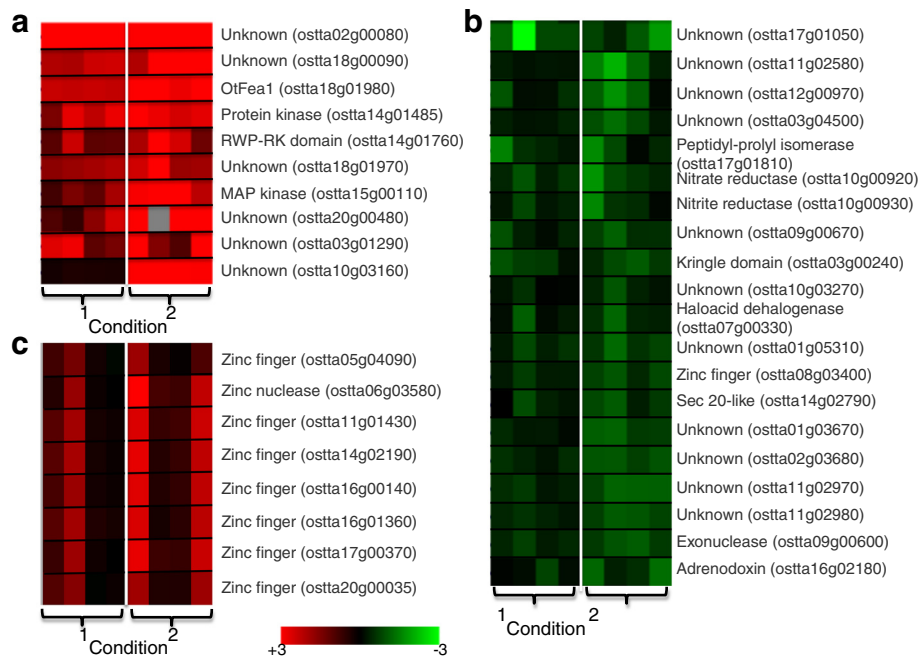 a
Unknown (ostta02g00080)
Unknown (ostta18g00090)
OtFea1 (ostta18g01980)
Protein kinase (ostta14g01485)
RWP-RK domain (ostta14g01760)
Unknown (ostta18g01970)
MAP kinase (ostta15g00110)
Unknown (ostta20g00480)
Unknown (ostta03g01290)
Unknown (ostta10g03160)
1 2
Condition
b
Unknown (ostta17g01050)
Unknown (ostta11g02580)
Unknown (ostta12g00970)
Unknown (ostta03g04500)
Peptidyl-prolyl isomerase
(ostta17g01810)
Nitrate reductase (ostta10g00920)
Nitrite reductase (ostta10g00930)
Unknown (ostta09g00670)
Kringle domain (ostta03g00240)
Unknown (ostta10g03270)
Haloacid dehalogenase
(ostta07g00330)
Unknown (ostta01g05310)
Zinc finger (ostta08g03400)
Sec 20-like (ostta14g02790)
Unknown (ostta01g03670)
Unknown (ostta02g03680)
Unknown (ostta11g02970)
Unknown (ostta11g02980)
Exonuclease (ostta09g00600)
Adrenodoxin (ostta16g02180)
1 2
Condition
c
Zinc finger (ostta05g04090)
Zinc nuclease (ostta06g03580)
Zinc finger (ostta11g01430)
Zinc finger (ostta14g02190)
Zinc finger (ostta16g00140)
Zinc finger (ostta16g01360)
Zinc finger (ostta17g00370)
Zinc finger (ostta20g00035)
1 2
Condition
+3 -3